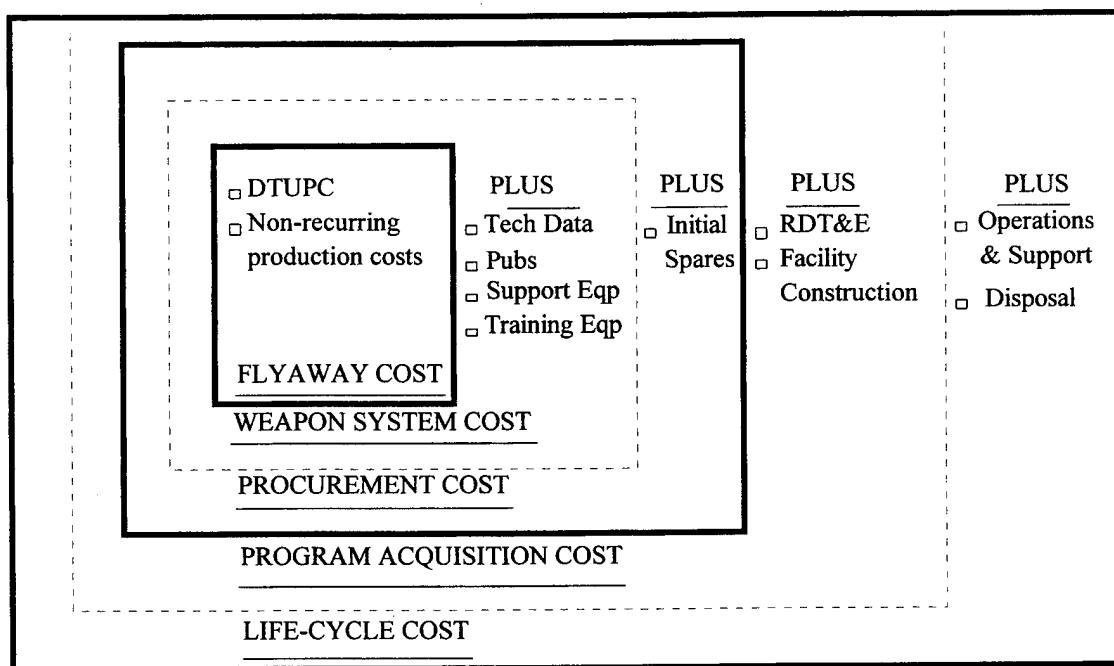 DTUPC
Non-recurring
production costs
FLYAWAY COST
PLUS
Tech Data
Pubs
Support Eqp
Training Eqp
WEAPON SYSTEM COST
PLUS
Initial
Spares
PROCUREMENT COST
PLUS
RDT&E
Facility
Construction
PROGRAM ACQUISITION COST
PLUS
Operations
& Support
Disposal
LIFE-CYCLE COST